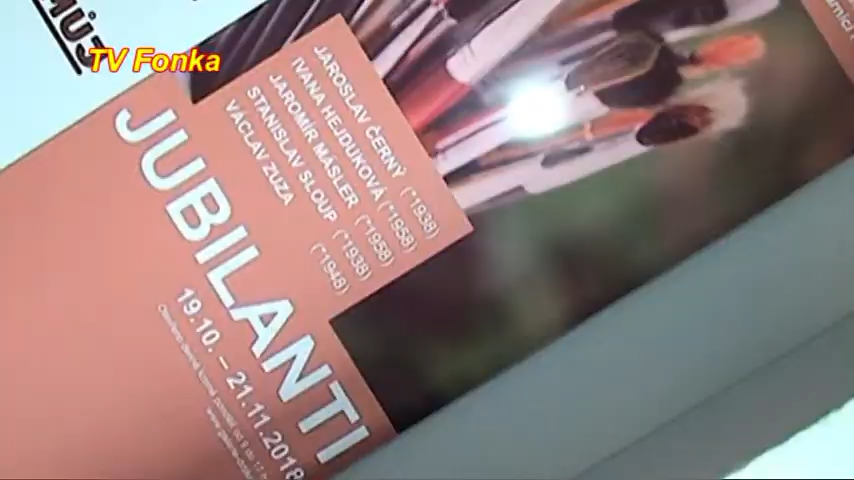 MŮJ
TV Fonka
JAROSLAV ČERNÝ (*1938)
IVANA HEJDUKOVÁ (*1958)
JAROMÍR MASLER (*1958)
STANISLAV SLOUP (*1938)
VÁCLAV ZUZA (*1948)
JUBILANTI
19.10. – 21.11.2018